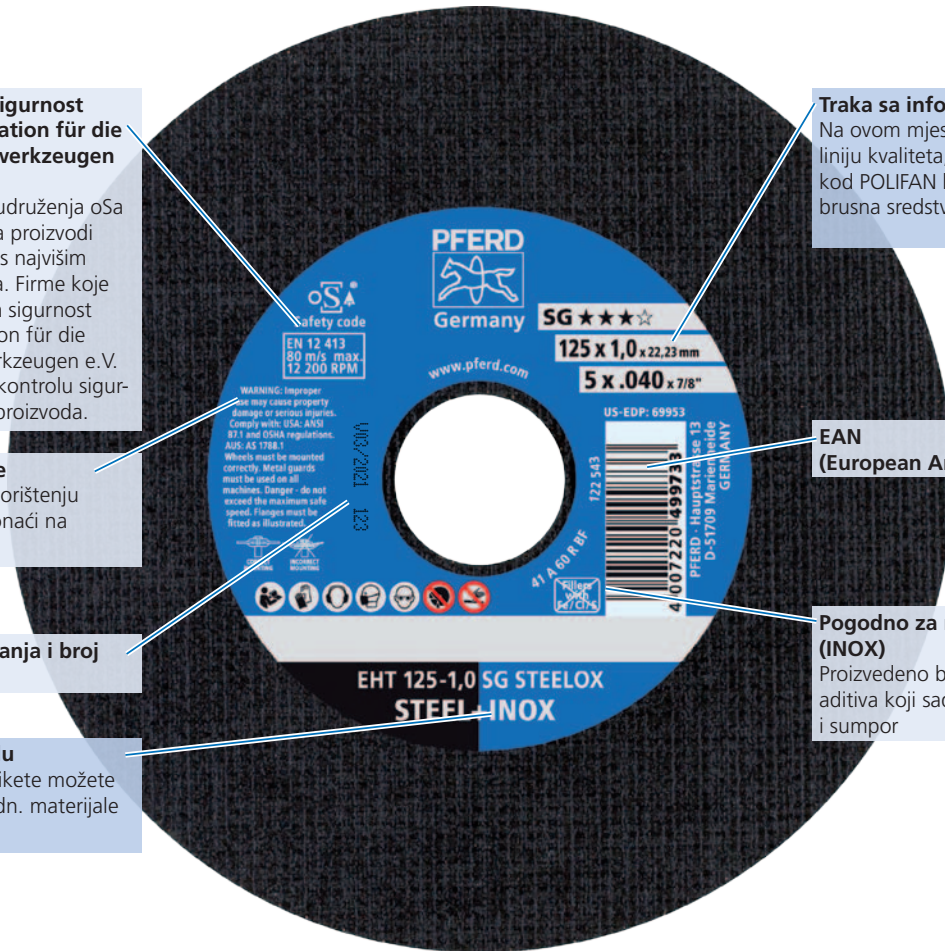 igurnost
ation für die
werkzeugen
udruženja oSa
a proizvodi
s najvišim
a. Firme koje
sigurnost
on für die
rkzeugen e.V.
kontrolu sigur-
proizvoda.
e
orištenju
onaći na
anja i broj
lu
ikete možete
dn. materijale
oSa®
Safety code
EN 12 413
80 m/s max.
12 200 RPM
WARNING: Improper
use may cause property
damage or serious injuries.
Comply with: USA: ANSI
B7.1 and OSHA regulations.
AUS: AS 1788.1
Wheels must be mounted
correctly. Metal guards
must be used on all
machines. Danger - do not
exceed the maximum safe
speed. Flanges must be
fitted as illustrated.
CORRECT MOUNTING
INCORRECT MOUNTING
V03/2021 123
PFERD
Germany
www.pferd.com
SG ★★★☆
125 x 1,0 x 22,23 mm
5 x .040 x 7/8"
US-EDP: 69953
122 543
4 007220 499733
PFERD · Hauptstrasse 13
D-51709 Marienheide
GERMANY
41 A 60 R BF
Fillers
with
Fe/Cl/S
EHT 125-1,0 SG STEELOX
STEEL+INOX
Traka sa info
Na ovom mjes
liniju kvaliteta,
kod POLIFAN
brusna sredstv
EAN
(European Ar
Pogodno za
(INOX)
Proizvedeno b
aditiva koji sad
i sumpor